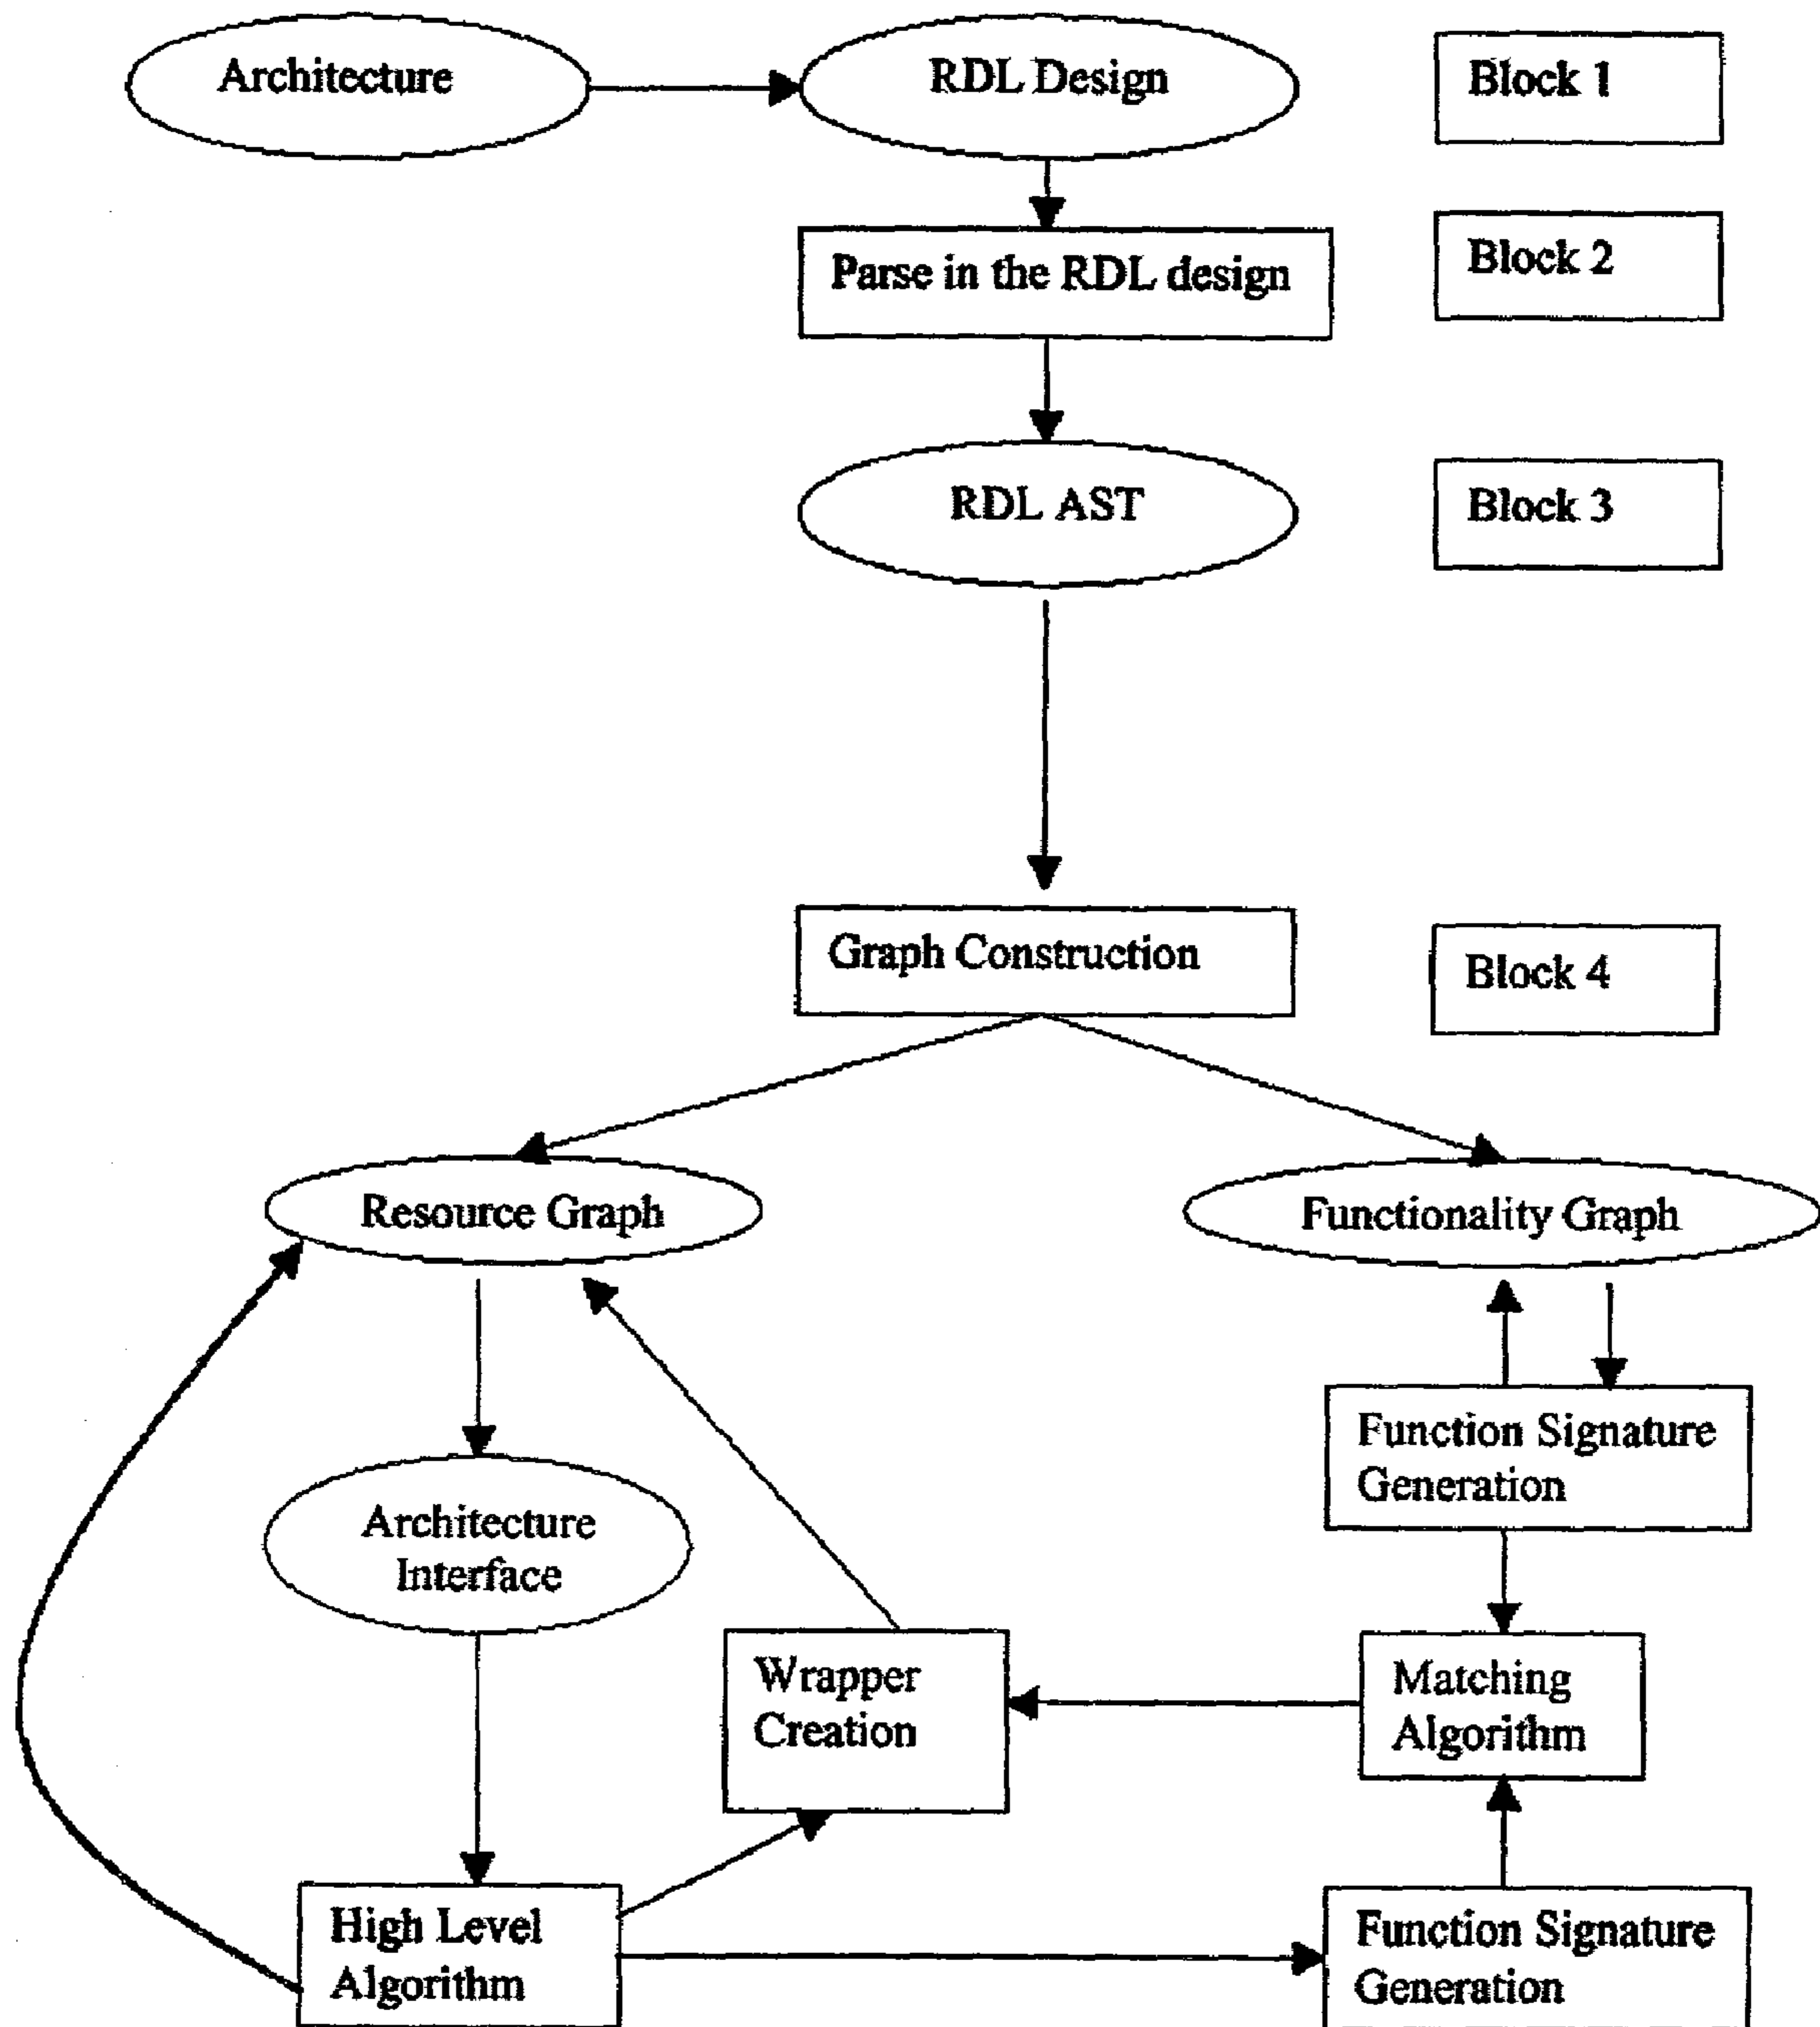 Architecture
RDL Design
Block 1
Parse in the RDL design
Block 2
RDL AST
Block 3
Graph Construction
Block 4
Resource Graph
Functionality Graph
Function Signature
Generation
Architecture
Interface
Wrapper
Creation
Matching
Algorithm
High Level
Algorithm
Function Signature
Generation